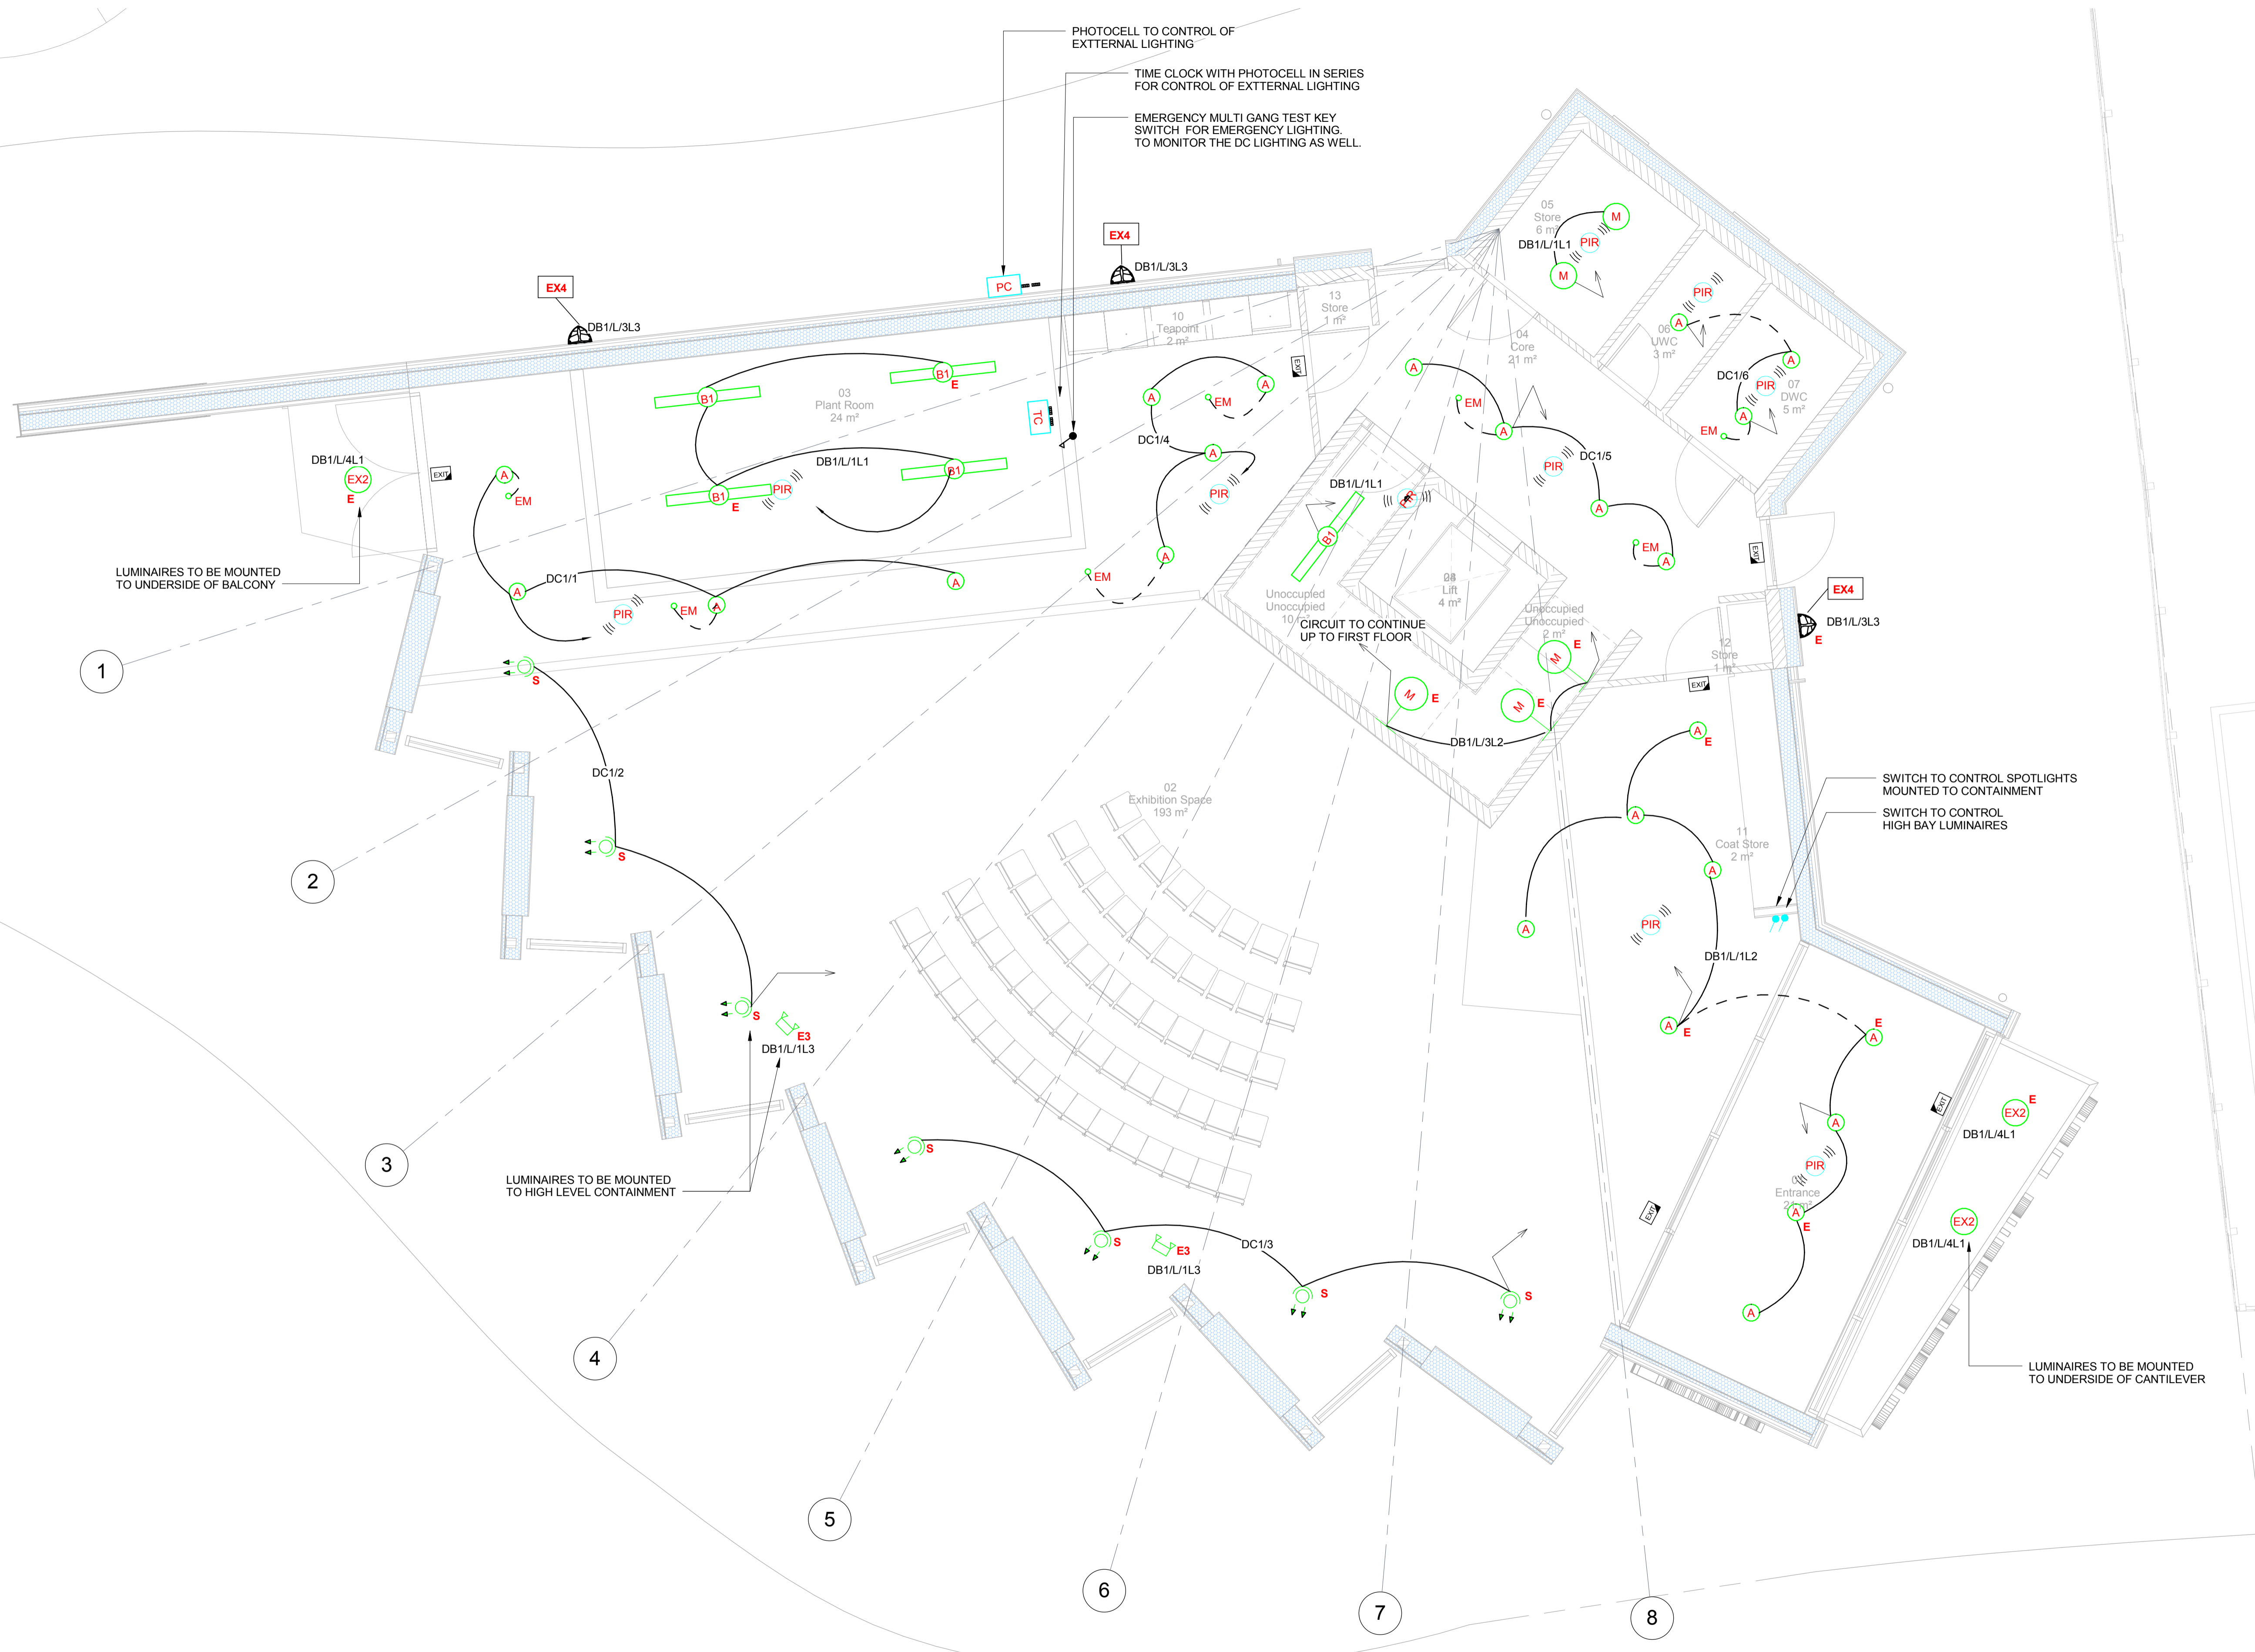 PHOTOCELL TO CONTROL OF
EXTTERNAL LIGHTING
TIME CLOCK WITH PHOTOCELL IN SERIES
FOR CONTROL OF EXTTERNAL LIGHTING
EMERGENCY MULTI GANG TEST KEY
SWITCH FOR EMERGENCY LIGHTING.
TO MONITOR THE DC LIGHTING AS WELL.
EX4
DB1/L/3L3
EX4
DB1/L/3L3
PC
TC
13
Store
1 m²
10
Teapoint
2 m²
EXIT
03
Plant Room
24 m²
B1
B1
E
B1
E
B1
DB1/L/1L1
PIR
DB1/L/4L1
EX2
E
EXIT
LUMINAIRES TO BE MOUNTED
TO UNDERSIDE OF BALCONY
A
EM
A
DC1/1
PIR
EM
A
A
A
A
EM
DC1/4
A
PIR
A
EM
05
Store
6 m²
M
PIR
DB1/L/1L1
M
PIR
A
06
UWC
3 m²
A
DC1/6
PIR
07
DWC
5 m²
A
EM
04
Core
21 m²
A
EM
A
PIR
DC1/5
A
EM
A
EXIT
DB1/L/1L1
PIR
B1
Lift
4 m²
Unoccupied
Unoccupied
10 m²
CIRCUIT TO CONTINUE
UP TO FIRST FLOOR
Unoccupied
Unoccupied
2 m²
M
E
M
E
M
E
DB1/L/3L2
EX4
DB1/L/3L3
E
12
Store
1 m²
EXIT
1
S
DC1/2
S
S
E3
DB1/L/1L3
2
02
Exhibition Space
193 m²
A
E
A
A
A
11
Coat Store
2 m²
SWITCH TO CONTROL SPOTLIGHTS
MOUNTED TO CONTAINMENT
SWITCH TO CONTROL
HIGH BAY LUMINAIRES
PIR
DB1/L/1L2
A
E
E
A
A
PIR
Entrance
A
E
A
EXIT
EXIT
EX2
E
DB1/L/4L1
EX2
DB1/L/4L1
LUMINAIRES TO BE MOUNTED
TO UNDERSIDE OF CANTILEVER
3
LUMINAIRES TO BE MOUNTED
TO HIGH LEVEL CONTAINMENT
S
S
E3
DB1/L/1L3
DC1/3
S
S
4
5
6
7
8